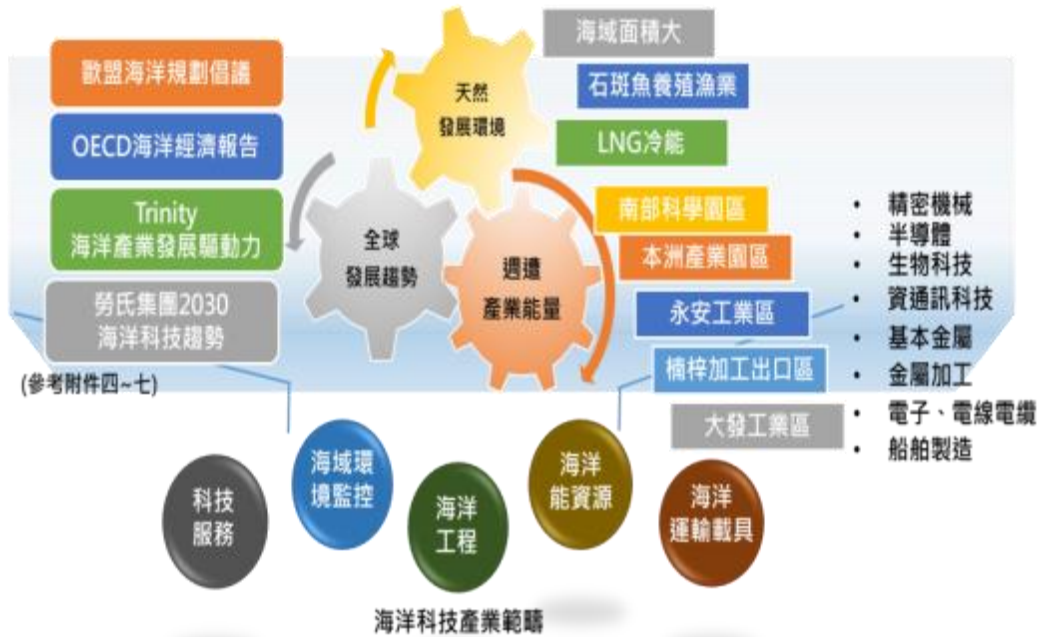 歐盟海洋規劃倡議
OECD海洋經濟報告
Trinity
海洋產業發展驅動力
勞氏集團2030
海洋科技趨勢
(參考附件四~七)
天然
發展環境
全球
發展趨勢
週遭
產業能量
海域面積大
石斑魚養殖漁業
LNG冷能
南部科學園區
本洲產業園區
永安工業區
楠梓加工出口區
大發工業區
• 精密機械
• 半導體
• 生物科技
• 資通訊科技
• 基本金屬
• 金屬加工
• 電子、電線電纜
• 船舶製造
科技
服務
海域環
境監控
海洋
工程
海洋
能資源
海洋
運輸載具
海洋科技產業範疇